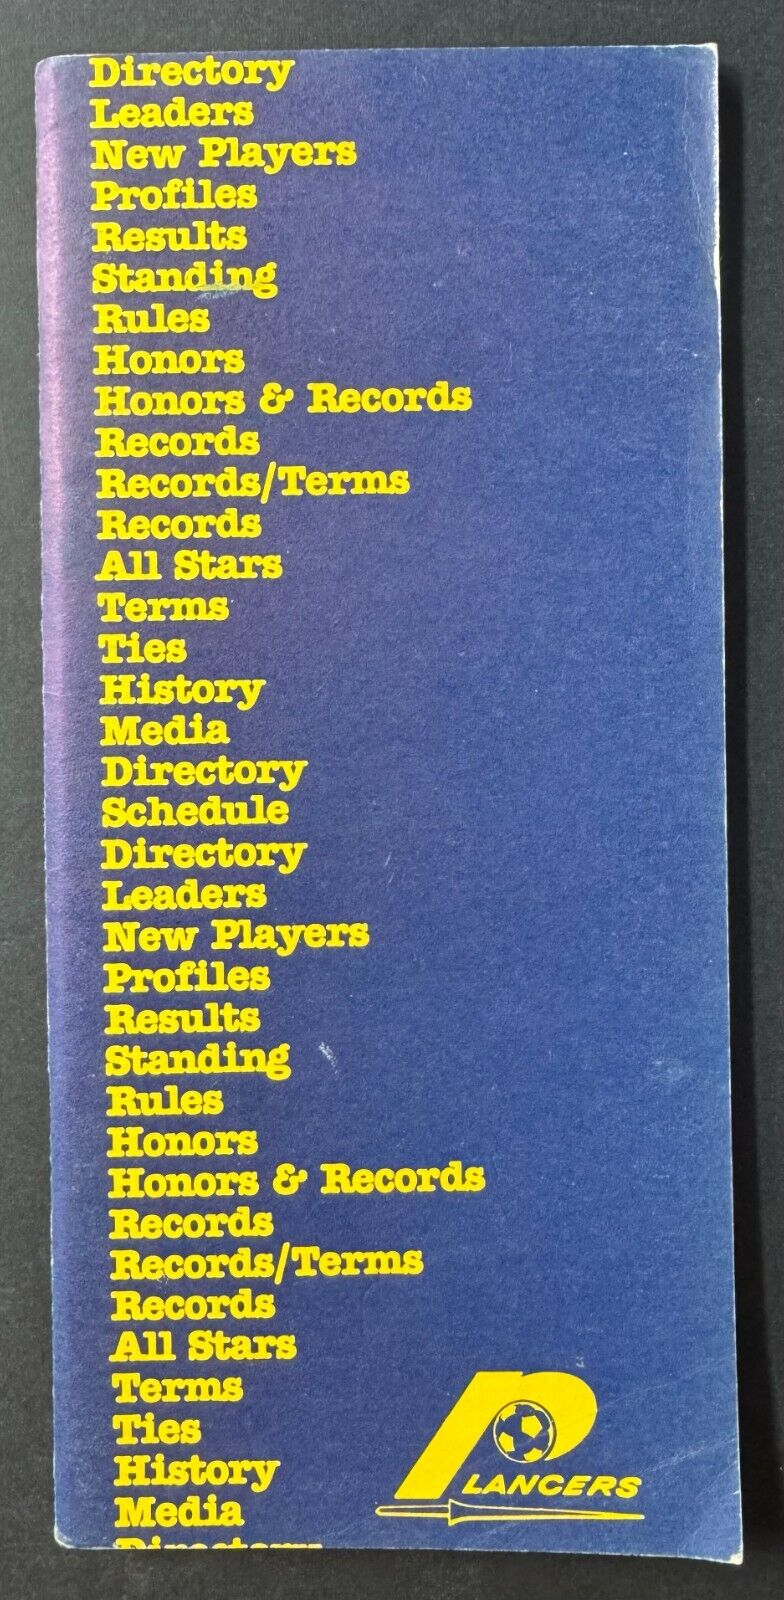 Directory
Leaders
New Players
Profiles
Results
Standing
Rules
Honors
Honors & Records
Records
Records/Terms
Records
All Stars
Terms
Ties
History
Media
Directory
Schedule
Directory
Leaders
New Players
Profiles
Results
Standing
Rules
Honors
Honors & Records
Records
Records/Terms
Records
All Stars
Terms
Ties
History
Media
Directory
LANCERS